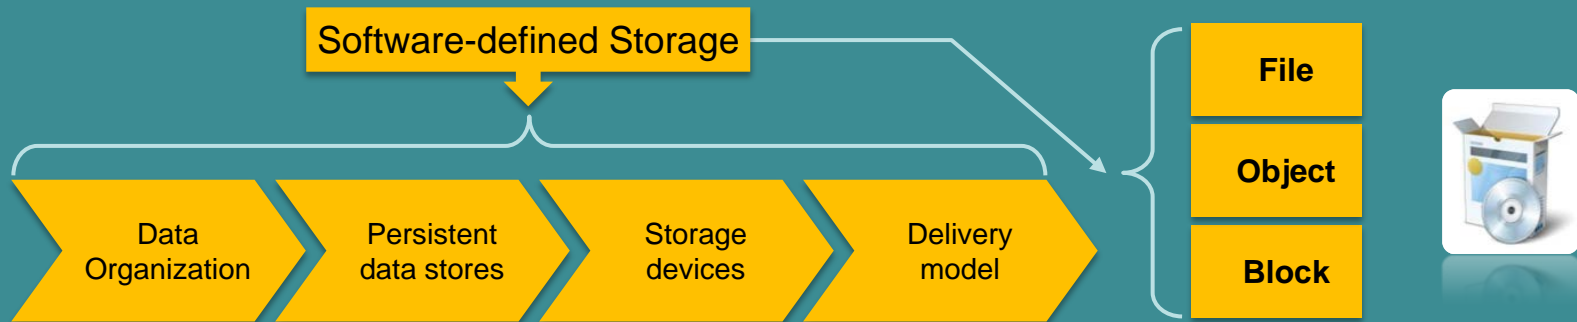 Software-defined Storage
Data
Organization
Persistent
data stores
Storage
devices
Delivery
model
File
Object
Block